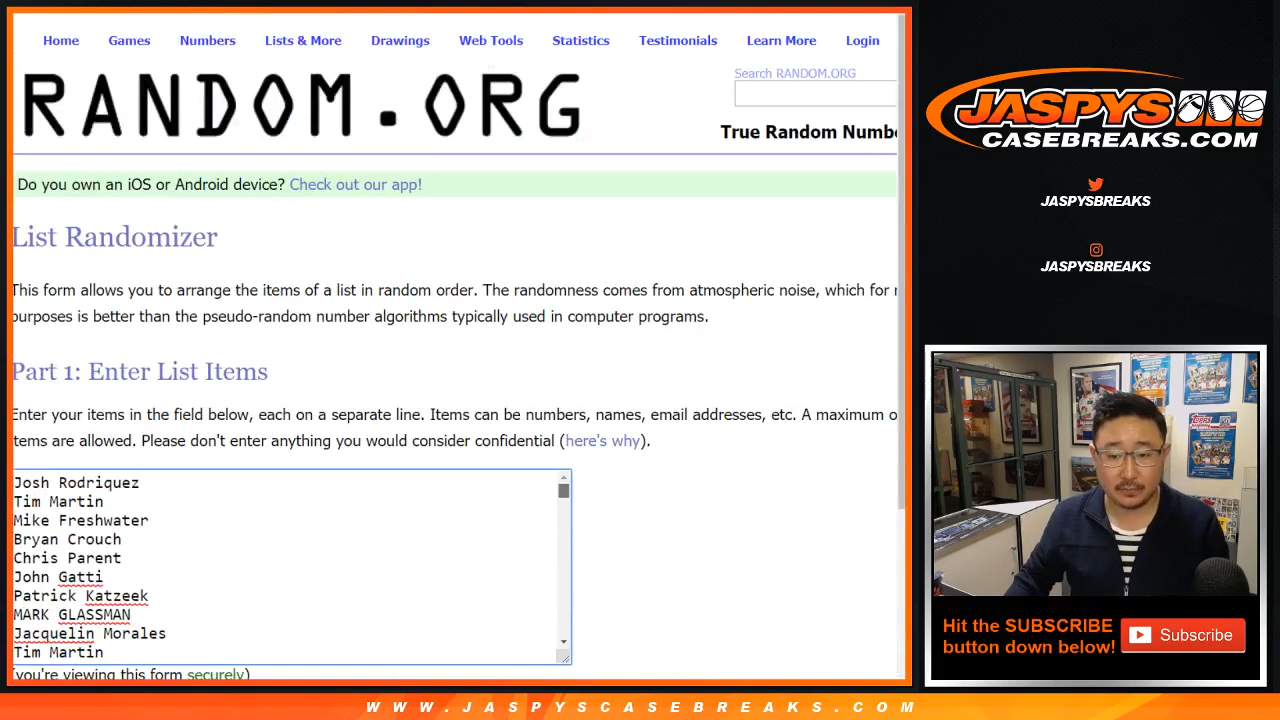 Home Games Numbers Lists & More Drawings Web Tools Statistics Testimonials Learn More Login
RANDOM.ORG
Search RANDOM.ORG
True Random Numbe
Do you own an iOS or Android device? Check out our app!
List Randomizer
This form allows you to arrange the items of a list in random order. The randomness comes from atmospheric noise, which for
purposes is better than the pseudo-random number algorithms typically used in computer programs.
Part 1: Enter List Items
Enter your items in the field below, each on a separate line. Items can be numbers, names, email addresses, etc. A maximum o
items are allowed. Please don't enter anything you would consider confidential (here's why).
Josh Rodriquez
Tim Martin
Mike Freshwater
Bryan Crouch
Chris Parent
John Gatti
Patrick Katzeek
MARK GLASSMAN
Jacquelin Morales
Tim Martin
(you're viewing this form securely)
JASPYS
CASEBREAKS.COM
JASPYSBREAKS
JASPYSBREAKS
Hit the SUBSCRIBE
button down below!
Subscribe
WWW.JASPYSCASEBREAKS.COM